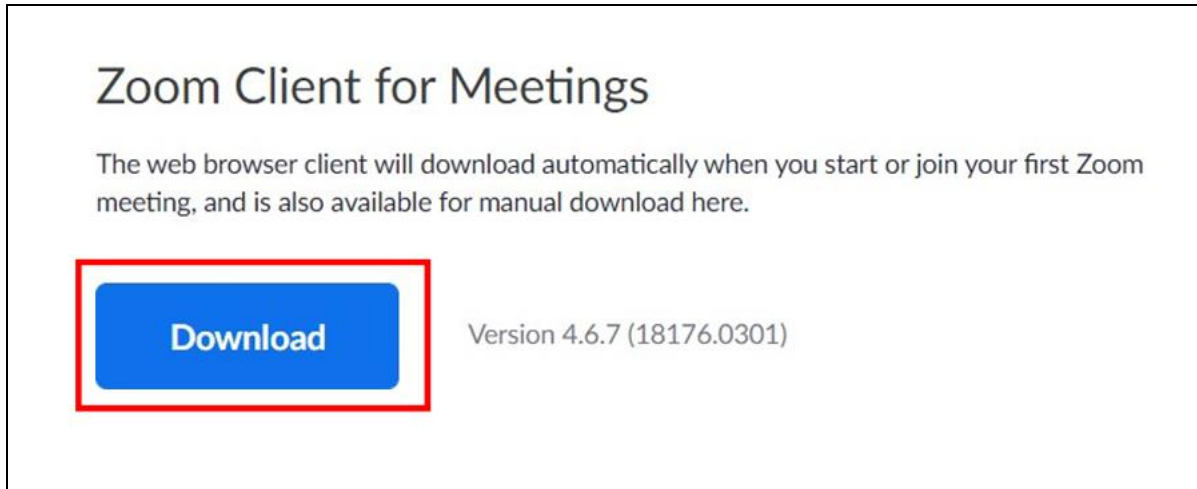 Zoom Client for Meetings
The web browser client will download automatically when you start or join your first Zoom
meeting, and is also available for manual download here.
Download
Version 4.6.7 (18176.0301)